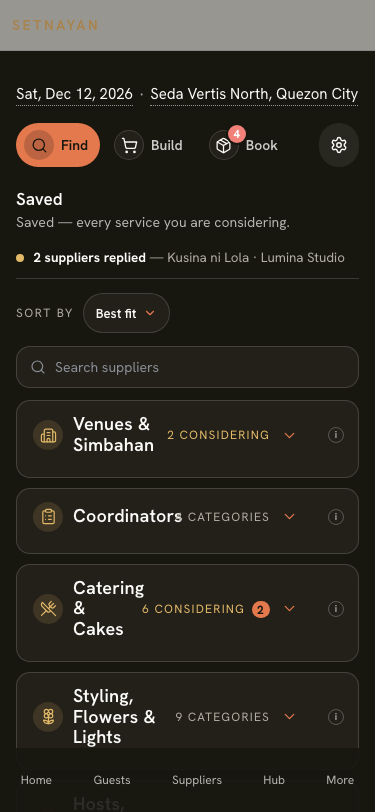 SETNAYAN
Sat, Dec 12, 2026 · Seda Vertis North, Quezon City
Find
Build
4
Book
Saved
Saved — every service you are considering.
2 suppliers replied — Kusina ni Lola · Lumina Studio
SORT BY
Best fit
Search suppliers
Venues &
Simbahan
2 CONSIDERING
i
Coordinators
CATEGORIES
i
Catering
&
Cakes
6 CONSIDERING 2
i
Styling,
Flowers &
Lights
9 CATEGORIES
i
Home
Guests
Suppliers
Hub
More
Hosts,